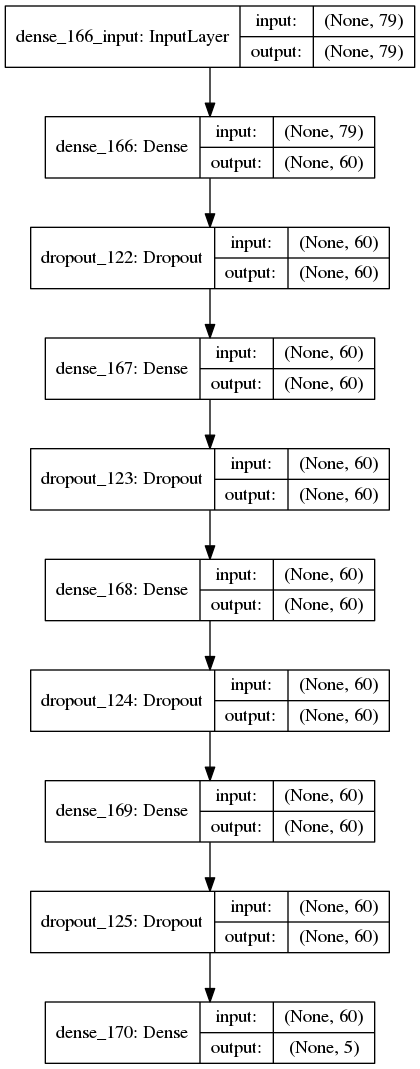 dense_166_input: InputLayer
input: (None, 79)
output: (None, 79)
dense_166: Dense
input: (None, 79)
output: (None, 60)
dropout_122: Dropout
input: (None, 60)
output: (None, 60)
dense_167: Dense
input: (None, 60)
output: (None, 60)
dropout_123: Dropout
input: (None, 60)
output: (None, 60)
dense_168: Dense
input: (None, 60)
output: (None, 60)
dropout_124: Dropout
input: (None, 60)
output: (None, 60)
dense_169: Dense
input: (None, 60)
output: (None, 60)
dropout_125: Dropout
input: (None, 60)
output: (None, 60)
dense_170: Dense
input: (None, 60)
output: (None, 5)